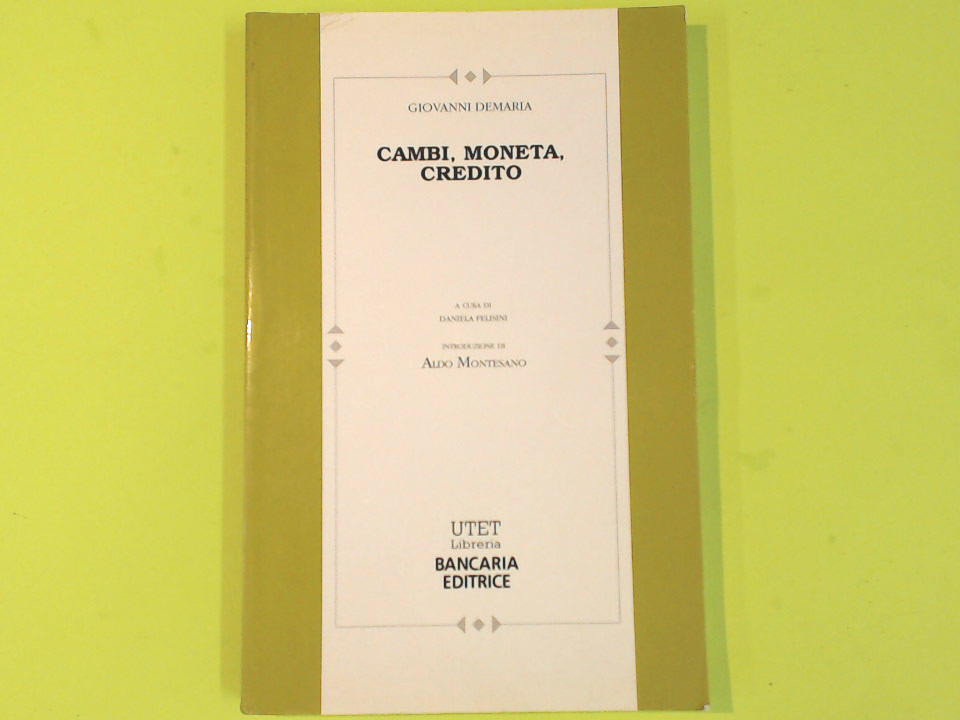 GIOVANNI DEMARIA
CAMBI, MONETA,
CREDITO
A CURA DI
DANIELA FELISINI
INTRODUZIONE DI
ALDO MONTESANO
UTET
Libreria
BANCARIA
EDITRICE